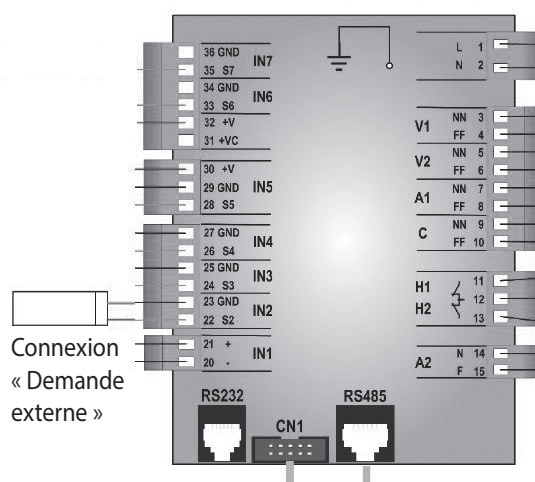 36 GND
35 S7
IN7
34 GND
33 S6
IN6
32 +V
31 +VC
30 +V
29 GND
28 S5
IN5
27 GND
26 S4
IN4
25 GND
24 S3
IN3
23 GND
22 S2
IN2
21 +
20 -
IN1
L 1
N 2
V1
NN 3
FF 4
V2
NN 5
FF 6
A1
NN 7
FF 8
C
NN 9
FF 10
H1
H2
11
12
13
A2
N 14
F 15
Connexion
« Demande
externe »
RS232
CN1
RS485